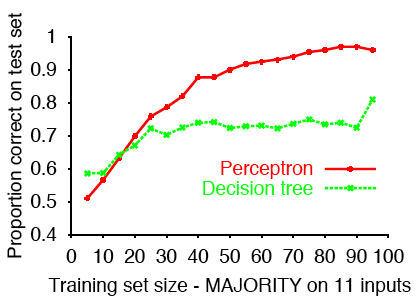 Proportion correct on test set
1
0.9
0.8
0.7
0.6
0.5
0.4
Perceptron
Decision tree
0 10 20 30 40 50 60 70 80 90 100
Training set size - MAJORITY on 11 inputs